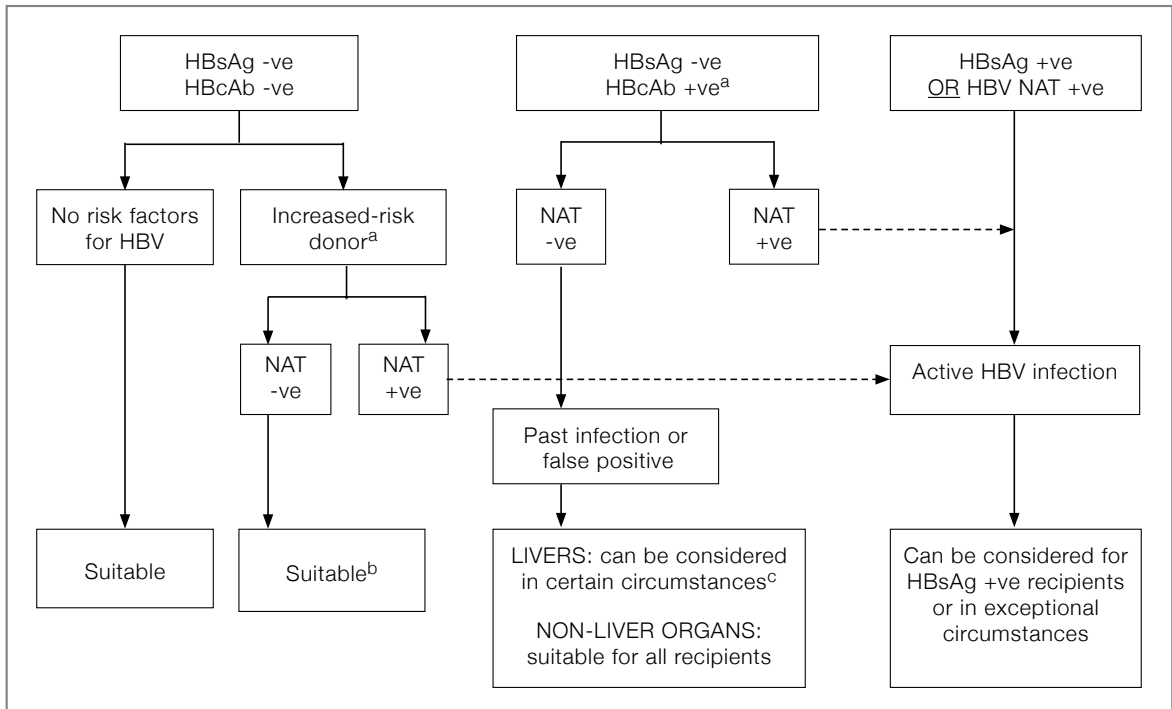 HBsAg -ve
HBcAb -ve
HBsAg -ve
HBcAb +veᵃ
HBsAg +ve
OR HBV NAT +ve
No risk factors
for HBV
Increased-risk
donorᵃ
NAT
-ve
NAT
+ve
NAT
-ve
NAT
+ve
Active HBV infection
Past infection or
false positive
Suitable
Suitableᵇ
LIVERS: can be considered
in certain circumstancesᶜ
NON-LIVER ORGANS:
suitable for all recipients
Can be considered for
HBsAg +ve recipients
or in exceptional
circumstances